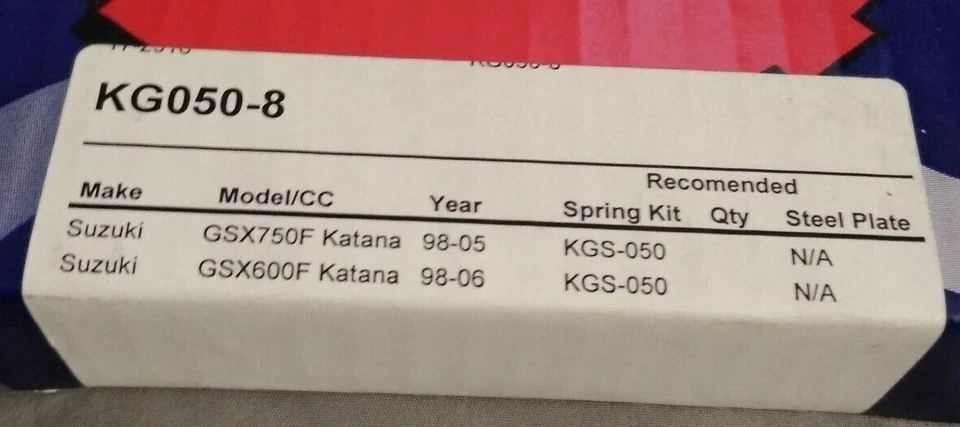 KG050-8
Recomended
Make Model/CC Year Spring Kit Qty Steel Plate
Suzuki GSX750F Katana 98-05 KGS-050 N/A
Suzuki GSX600F Katana 98-06 KGS-050 N/A